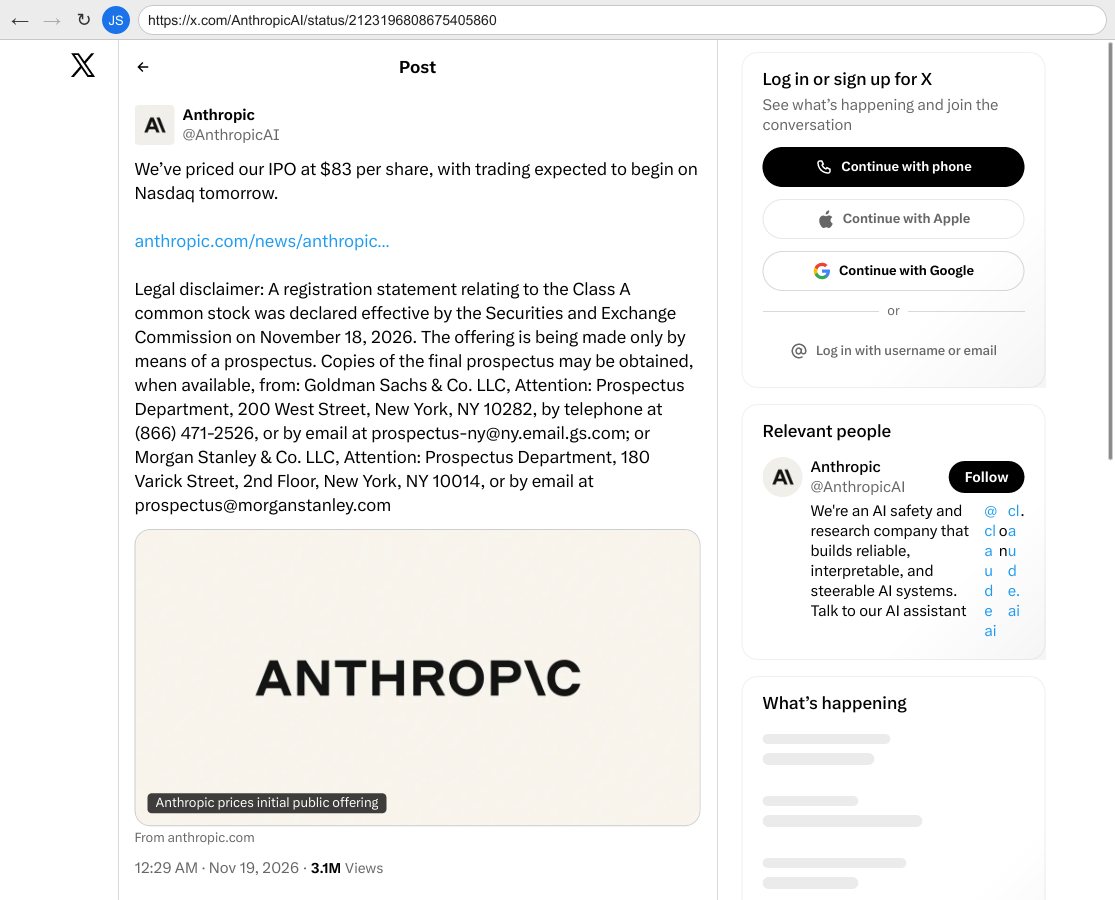 JS
https://x.com/AnthropicAI/status/2123196808675405860
Post
Anthropic
@AnthropicAI
We've priced our IPO at $83 per share, with trading expected to begin on
Nasdaq tomorrow.
anthropic.com/news/anthropic...
Legal disclaimer: A registration statement relating to the Class A
common stock was declared effective by the Securities and Exchange
Commission on November 18, 2026. The offering is being made only by
means of a prospectus. Copies of the final prospectus may be obtained,
when available, from: Goldman Sachs & Co. LLC, Attention: Prospectus
Department, 200 West Street, New York, NY 10282, by telephone at
(866) 471-2526, or by email at prospectus-ny@ny.email.gs.com; or
Morgan Stanley & Co. LLC, Attention: Prospectus Department, 180
Varick Street, 2nd Floor, New York, NY 10014, or by email at
prospectus@morganstanley.com
ANTHROP\C
Anthropic prices initial public offering
From anthropic.com
12:29 AM · Nov 19, 2026 · 3.1M Views
Log in or sign up for X
See what's happening and join the
conversation
Continue with phone
Continue with Apple
Continue with Google
or
Log in with username or email
Relevant people
Anthropic
@AnthropicAI
Follow
We're an AI safety and
research company that
builds reliable,
interpretable, and
steerable AI systems.
Talk to our AI assistant
@
cl
a
u
d
e
ai
on
cl
a
u
d
e.
ai
.
What's happening